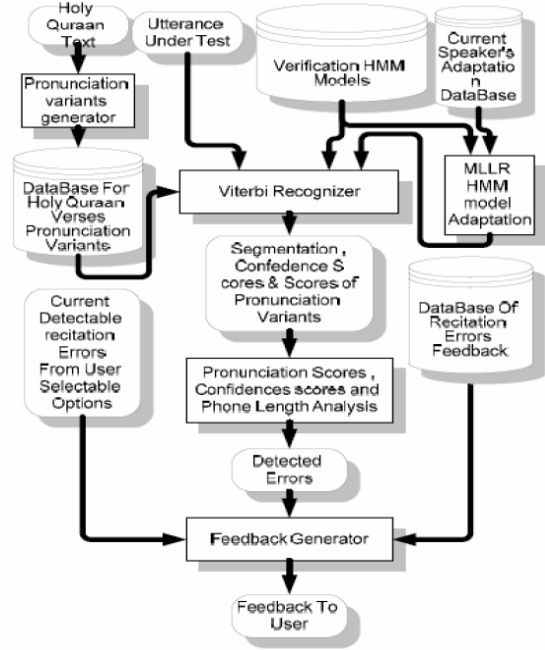 Holy
Quraan
Text
Utterance
Under Test
Verification HMM
Models
Current
Speaker's
Adaptatio
n
DataBase
Pronunciation
variants
generator
DataBase For
Holy Quraan
Verses
Pronunciation
Variants
Viterbi Recognizer
MLLR
HMM
model
Adaptation
Segmentation ,
Confedence S
cores & Scores of
Pronunciation
Variants
Current
Detectable
recitation
Errors
From User
Selectable
Options
DataBase Of
Recitation
Errors
Feedback
Pronunciation Scores ,
Confidences scores and
Phone Length Analysis
Detected
Errors
Feedback Generator
Feedback To
User